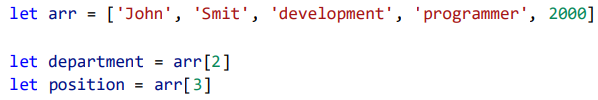 let arr = ['John', 'Smit', 'development', 'programmer', 2000]
let department = arr[2]
let position = arr[3]